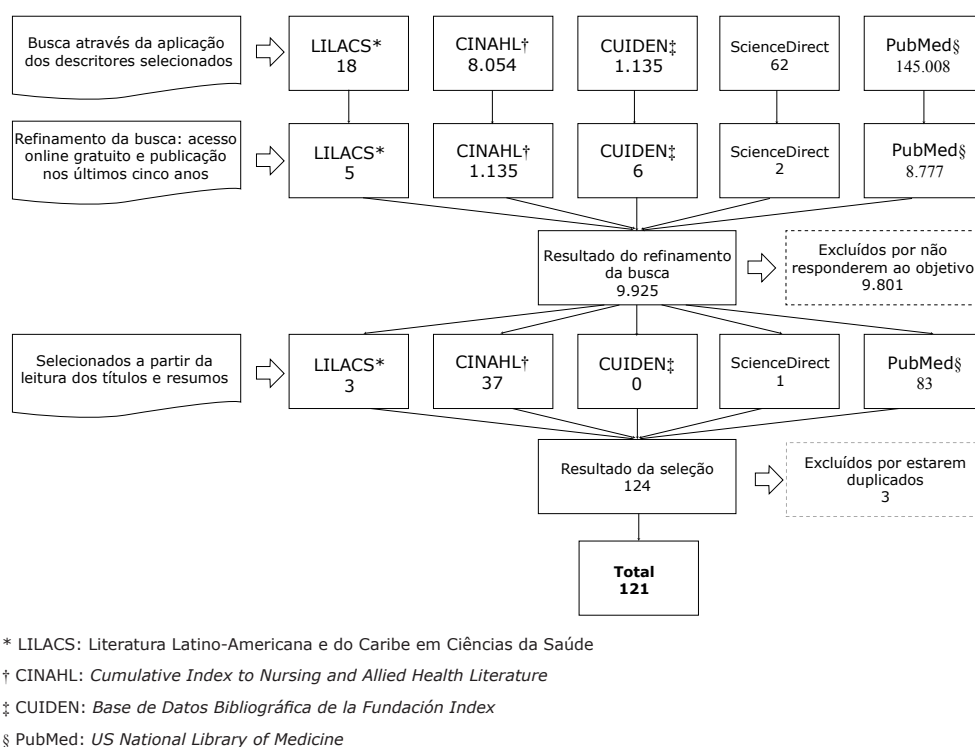 Busca através da aplicação
dos descritores selecionados
LILACS*
18
CINAHL†
8.054
CUIDEN‡
1.135
ScienceDirect
62
PubMed§
145.008
Refinamento da busca: acesso
online gratuito e publicação
nos últimos cinco anos
LILACS*
5
CINAHL†
1.135
CUIDEN‡
6
ScienceDirect
2
PubMed§
8.777
Resultado do refinamento
da busca
9.925
Excluídos por não
responderem ao objetivo
9.801
Selecionados a partir da
leitura dos títulos e resumos
LILACS*
3
CINAHL†
37
CUIDEN‡
0
ScienceDirect
1
PubMed§
83
Resultado da seleção
124
Excluídos por estarem
duplicados
3
Total
121
* LILACS: Literatura Latino-Americana e do Caribe em Ciências da Saúde
† CINAHL: Cumulative Index to Nursing and Allied Health Literature
‡ CUIDEN: Base de Datos Bibliográfica de la Fundación Index
§ PubMed: US National Library of Medicine